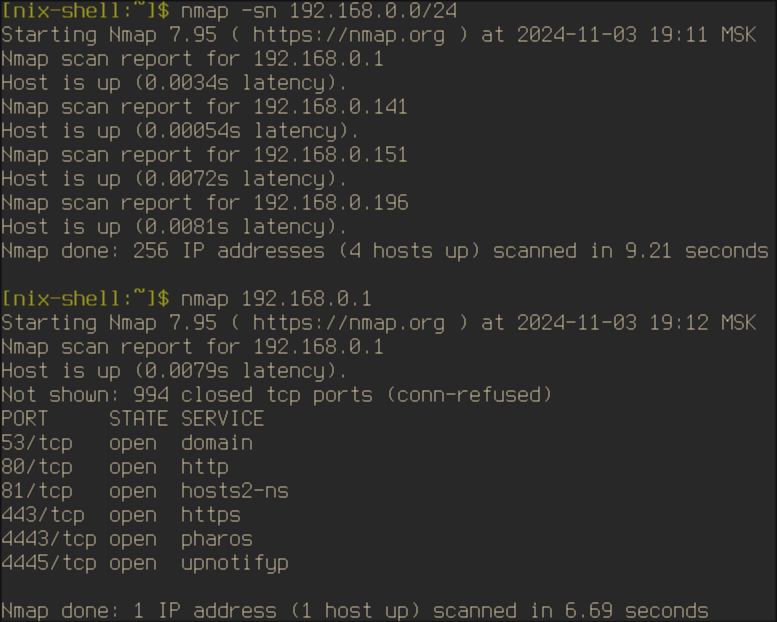 [nix-shell:~]$ nmap -sn 192.168.0.0/24
Starting Nmap 7.95 ( https://nmap.org ) at 2024-11-03 19:11 MSK
Nmap scan report for 192.168.0.1
Host is up (0.0034s latency).
Nmap scan report for 192.168.0.141
Host is up (0.00054s latency).
Nmap scan report for 192.168.0.151
Host is up (0.0072s latency).
Nmap scan report for 192.168.0.196
Host is up (0.0081s latency).
Nmap done: 256 IP addresses (4 hosts up) scanned in 9.21 seconds

[nix-shell:~]$ nmap 192.168.0.1
Starting Nmap 7.95 ( https://nmap.org ) at 2024-11-03 19:12 MSK
Nmap scan report for 192.168.0.1
Host is up (0.0079s latency).
Not shown: 994 closed tcp ports (conn-refused)
PORT     STATE SERVICE
53/tcp   open  domain
80/tcp   open  http
81/tcp   open  hosts2-ns
443/tcp  open  https
4443/tcp open  pharos
4445/tcp open  upnotifyp

Nmap done: 1 IP address (1 host up) scanned in 6.69 seconds